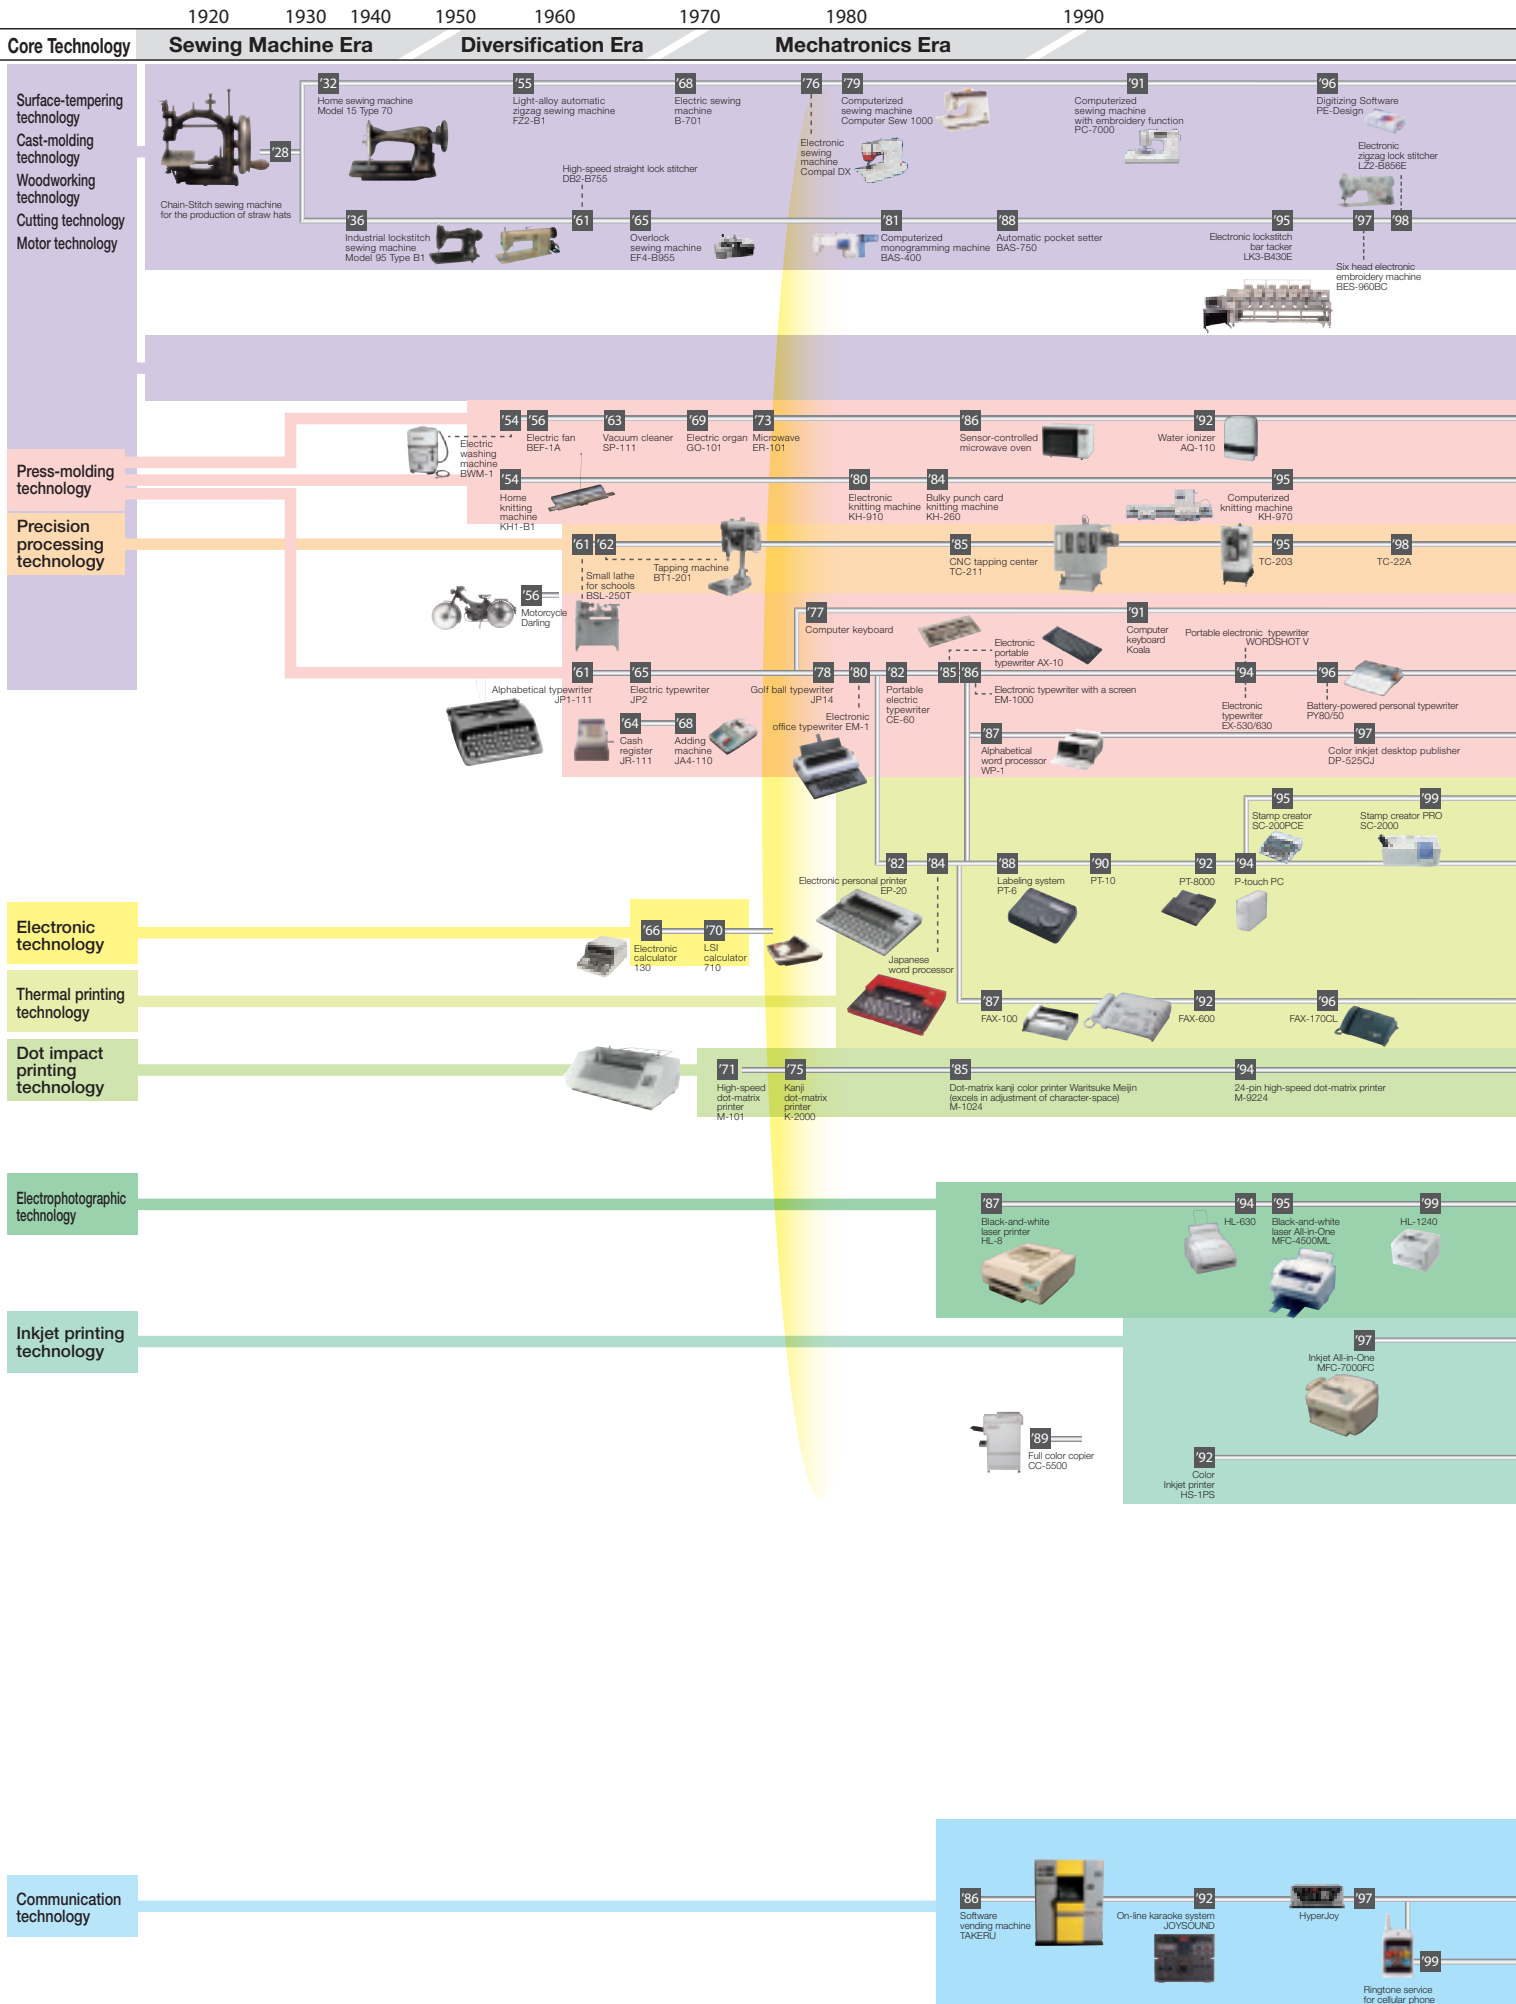 1920 1930 1940 1950 1960 1970 1980 1990
Core Technology Sewing Machine Era Diversification Era Mechatronics Era
Surface-tempering
technology
Cast-molding
technology
Woodworking
technology
Cutting technology
Motor technology
Chain-Stitch sewing machine
for the production of straw hats
'28
'32
Home sewing machine
Model 15 Type 70
'55
Light-alloy automatic
zigzag sewing machine
FZ2-B1
'68
Electric sewing
machine
B-701
'76
Electronic
sewing
machine
Compal DX
'79
Computerized
sewing machine
Computer Sew 1000
'91
Computerized
sewing machine
with embroidery function
PC-7000
'96
Digitizing Software
PE-Design
Electronic
zigzag lock stitcher
LZ2-B856E
High-speed straight lock stitcher
DB2-B755
'36
Industrial lockstitch
sewing machine
Model 95 Type B1
'61
'65
Overlock
sewing machine
EF4-B955
'81
Computerized
monogramming machine
BAS-400
'88
Automatic pocket setter
BAS-750
'95
Electronic lockstitch
bar tacker
LK3-B430E
'97
'98
Six head electronic
embroidery machine
BES-960BC
Press-molding
technology
'54
Electric
washing
machine
BWM-1
'56
Electric fan
BEF-1A
'63
Vacuum cleaner
SP-111
'69
Electric organ
GO-101
'73
Microwave
ER-101
'86
Sensor-controlled
microwave oven
'92
Water ionizer
AQ-110
'54
Home
knitting
machine
KH1-B1
'80
Electronic
knitting machine
KH-910
'84
Bulky punch card
knitting machine
KH-260
'95
Computerized
knitting machine
KH-970
Precision
processing
technology
'61
Small lathe
for schools
BSL-250T
'62
Tapping machine
BT1-201
'85
CNC tapping center
TC-211
'95
TC-203
'98
TC-22A
'56
Motorcycle
Darling
'77
Computer keyboard
'91
Computer
keyboard
Koala
Electronic
portable
typewriter AX-10
Portable electronic typewriter
WORDSHOT V
'61
Alphabetical typewriter
JP1-111
'65
Electric typewriter
JP2
'78
Golf ball typewriter
JP14
'80
Electronic
office typewriter EM-1
'82
Portable
electric
typewriter
CE-60
'85
'86
Electronic typewriter with a screen
EM-1000
'94
Electronic
typewriter
EX-530/630
'96
Battery-powered personal typewriter
PY80/50
'64
Cash
register
JR-111
'68
Adding
machine
JA4-110
'87
Alphabetical
word processor
WP-1
'97
Color inkjet desktop publisher
DP-525CJ
'95
Stamp creator
SC-200PCE
'99
Stamp creator PRO
SC-2000
'82
Electronic personal printer
EP-20
'84
Japanese
word processor
'88
Labeling system
PT-6
'90
PT-10
'92
PT-8000
'94
P-touch PC
Electronic
technology
'66
Electronic
calculator
130
'70
LSI
calculator
710
Thermal printing
technology
'87
FAX-100
'92
FAX-600
'96
FAX-170CL
Dot impact
printing
technology
'71
High-speed
dot-matrix
printer
M-101
'75
Kanji
dot-matrix
printer
K-2000
'85
Dot-matrix kanji color printer Waritsuke Meijin
(excels in adjustment of character-space)
M-1024
'94
24-pin high-speed dot-matrix printer
M-9224
Electrophotographic
technology
'87
Black-and-white
laser printer
HL-8
'94
HL-630
'95
Black-and-white
laser All-in-One
MFC-4500ML
'99
HL-1240
Inkjet printing
technology
'97
Inkjet All-in-One
MFC-7000FC
'89
Full color copier
CC-5500
'92
Color
Inkjet printer
HS-1PS
Communication
technology
'86
Software
vending machine
TAKERU
'92
On-line karaoke system
JOYSOUND
HyperJoy
'97
'99
Ringtone service
for cellular phone